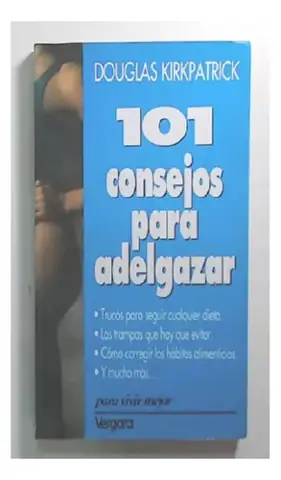 DOUGLAS KIRKPATRICK
101
consejos
para
adelgazar
• Trucos para seguir cualquier dieta.
• Las trampas que hay que evitar.
• Cómo corregir los hábitos alimenticios.
• Y mucho más...
para vivir mejor
Vergara